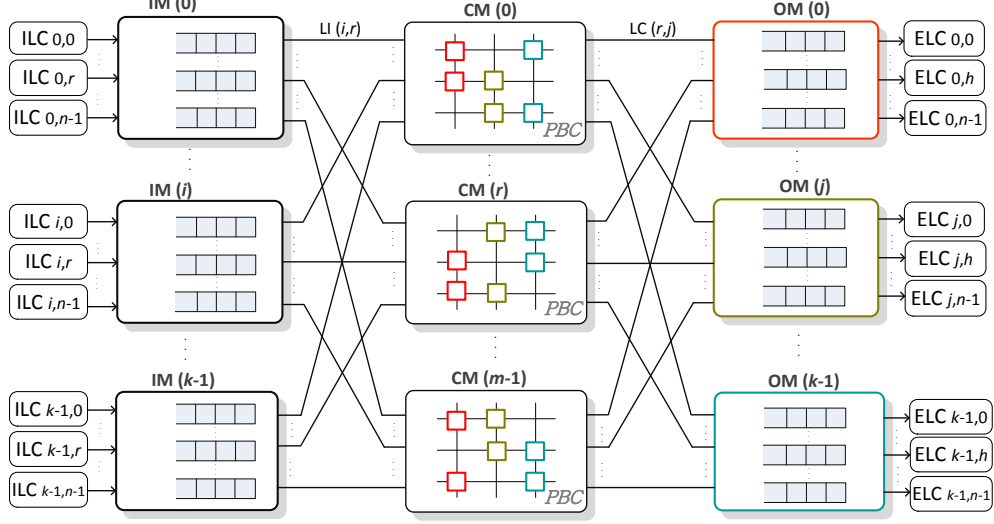 IM (0)
CM (0)
OM (0)
LI (i,r)
LC (r,j)
ILC 0,0
ILC 0,r
ILC 0,n-1
PBC
ELC 0,0
ELC 0,h
ELC 0,n-1
IM (i)
CM (r)
OM (j)
ILC i,0
ILC i,r
ILC i,n-1
PBC
ELC j,0
ELC j,h
ELC j,n-1
IM (k-1)
CM (m-1)
OM (k-1)
ILC k-1,0
ILC k-1,r
ILC k-1,n-1
PBC
ELC k-1,0
ELC k-1,h
ELC k-1,n-1